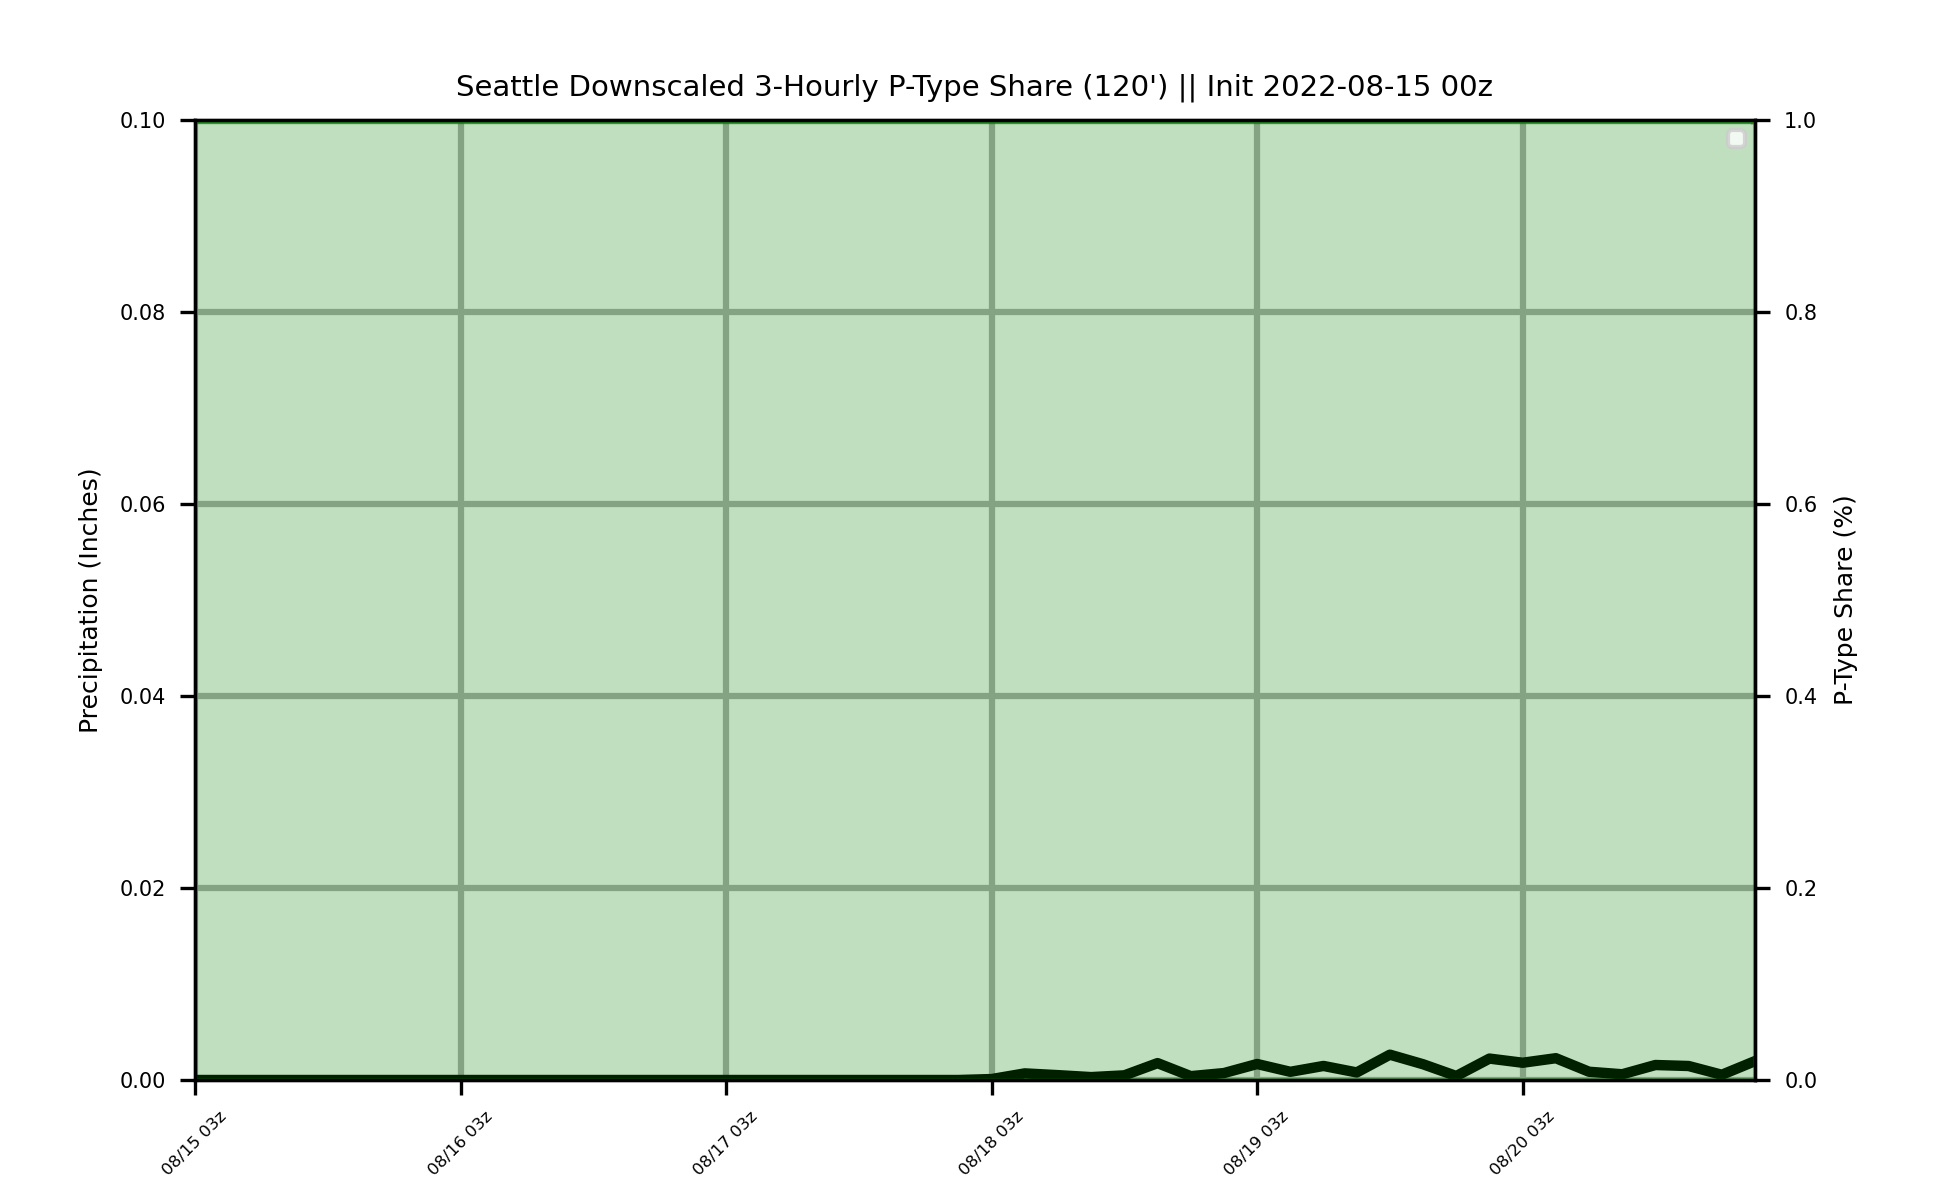 Seattle Downscaled 3-Hourly P-Type Share (120') || Init 2022-08-15 00z
0.10
0.08
0.06
0.04
0.02
0.00
Precipitation (Inches)
1.0
0.8
0.6
0.4
0.2
0.0
P-Type Share (%)
08/15 03z
08/16 03z
08/17 03z
08/18 03z
08/19 03z
08/20 03z